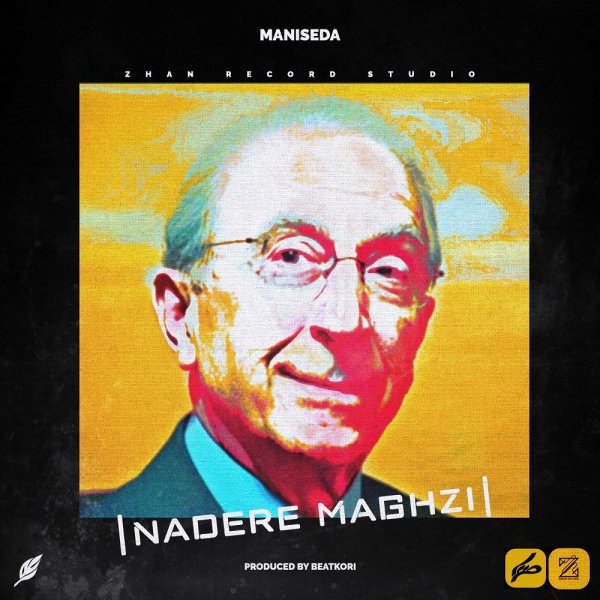 MANISEDA
ZHAN RECORD STUDIO
|NADERE MAGHZI|
PRODUCED BY BEATKORI